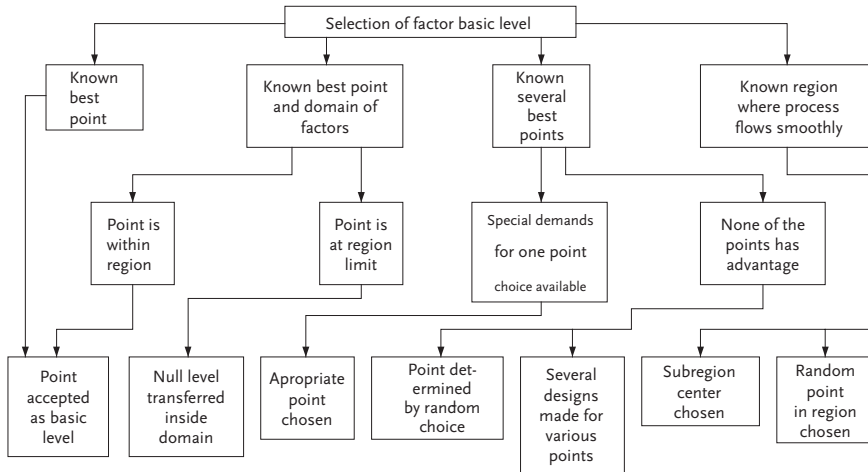 Selection of factor basic level
Known
best
point
Known best point
and domain of
factors
Known
several
best
points
Known region
where process
flows smoothly
Point is
within
region
Point is
at region
limit
Special demands
for one point
choice available
None of the
points has
advantage
Point
accepted
as basic
level
Null level
transferred
inside
domain
Apropriate
point
chosen
Point det-
ermined
by random
choice
Several
designs
made for
various
points
Subregion
center
chosen
Random
point
in region
chosen